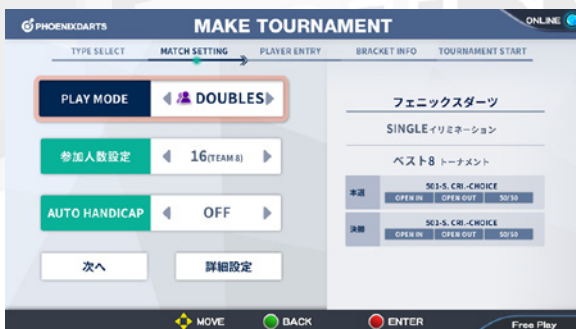 PHOENIXDARTS
MAKE TOURNAMENT
ONLINE
TYPE SELECT
MATCH SETTING
PLAYER ENTRY
BRACKET INFO
TOURNAMENT START
PLAY MODE
DOUBLES
参加人数設定
16(TEAM 8)
AUTO HANDICAP
OFF
次へ
詳細設定
フェニックスダーツ
SINGLEイリミネーション
ベスト8 トーナメント
本選
501-5. CRI.-CHOICE
OPEN IN
OPEN OUT
50/50
決勝
501-5. CRI.-CHOICE
OPEN IN
OPEN OUT
50/50
MOVE
BACK
ENTER
Free Play